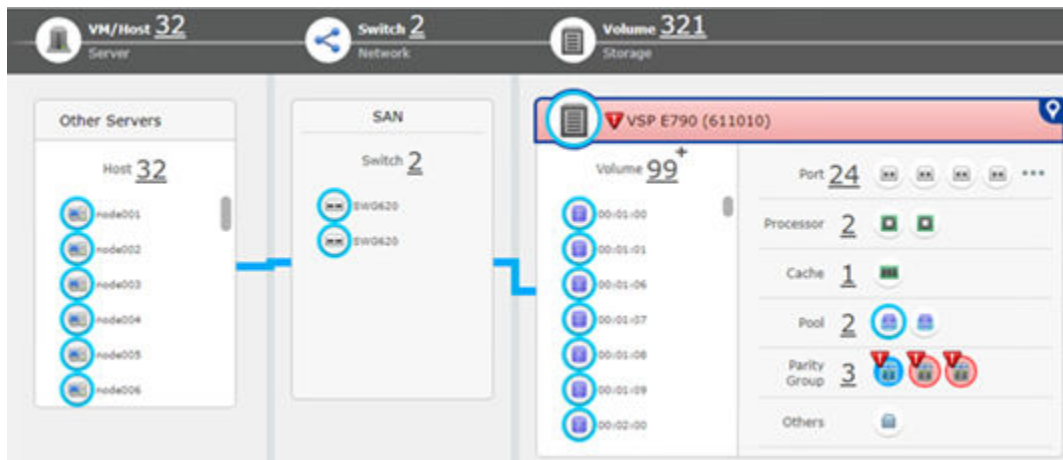 VM/Host 32
Server
Switch 2
Network
Volume 321
Storage
Other Servers
Host 32
node001
node002
node003
node004
node005
node006
SAN
Switch 2
SWG620
SWG620
VSP E790 (611010)
Volume 99+
00:01:00
00:01:01
00:01:06
00:01:07
00:01:08
00:01:09
00:02:00
Port 24
Processor 2
Cache 1
Pool 2
Parity
Group 3
Others